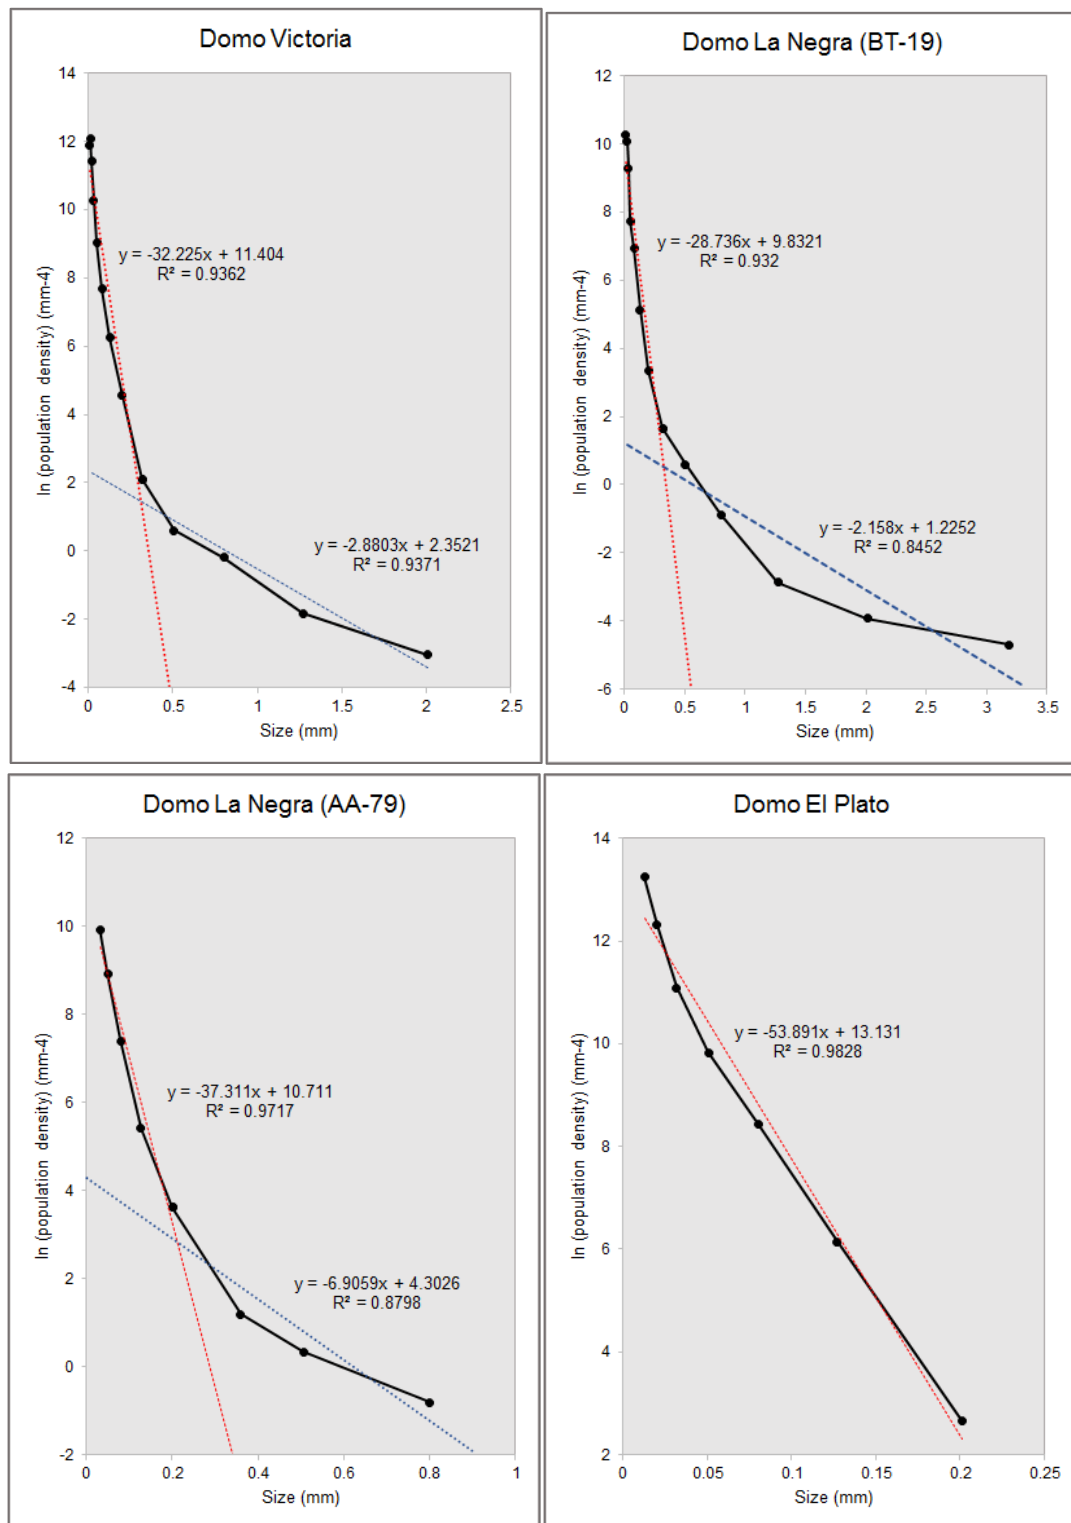 Domo Victoria
14
12
10
8
6
4
2
0
-2
-4
ln (population density) (mm-4)
y = -32.225x + 11.404
R² = 0.9362
y = -2.8803x + 2.3521
R² = 0.9371
0 0.5 1 1.5 2 2.5
Size (mm)
Domo La Negra (BT-19)
12
10
8
6
4
2
0
-2
-4
-6
ln (population density) (mm-4)
y = -28.736x + 9.8321
R² = 0.932
y = -2.158x + 1.2252
R² = 0.8452
0 0.5 1 1.5 2 2.5 3 3.5
Size (mm)
Domo La Negra (AA-79)
12
10
8
6
4
2
0
-2
ln (population density) (mm-4)
y = -37.311x + 10.711
R² = 0.9717
y = -6.9059x + 4.3026
R² = 0.8798
0 0.2 0.4 0.6 0.8 1
Size (mm)
Domo El Plato
14
12
10
8
6
4
2
ln (population density) (mm-4)
y = -53.891x + 13.131
R² = 0.9828
0 0.05 0.1 0.15 0.2 0.25
Size (mm)